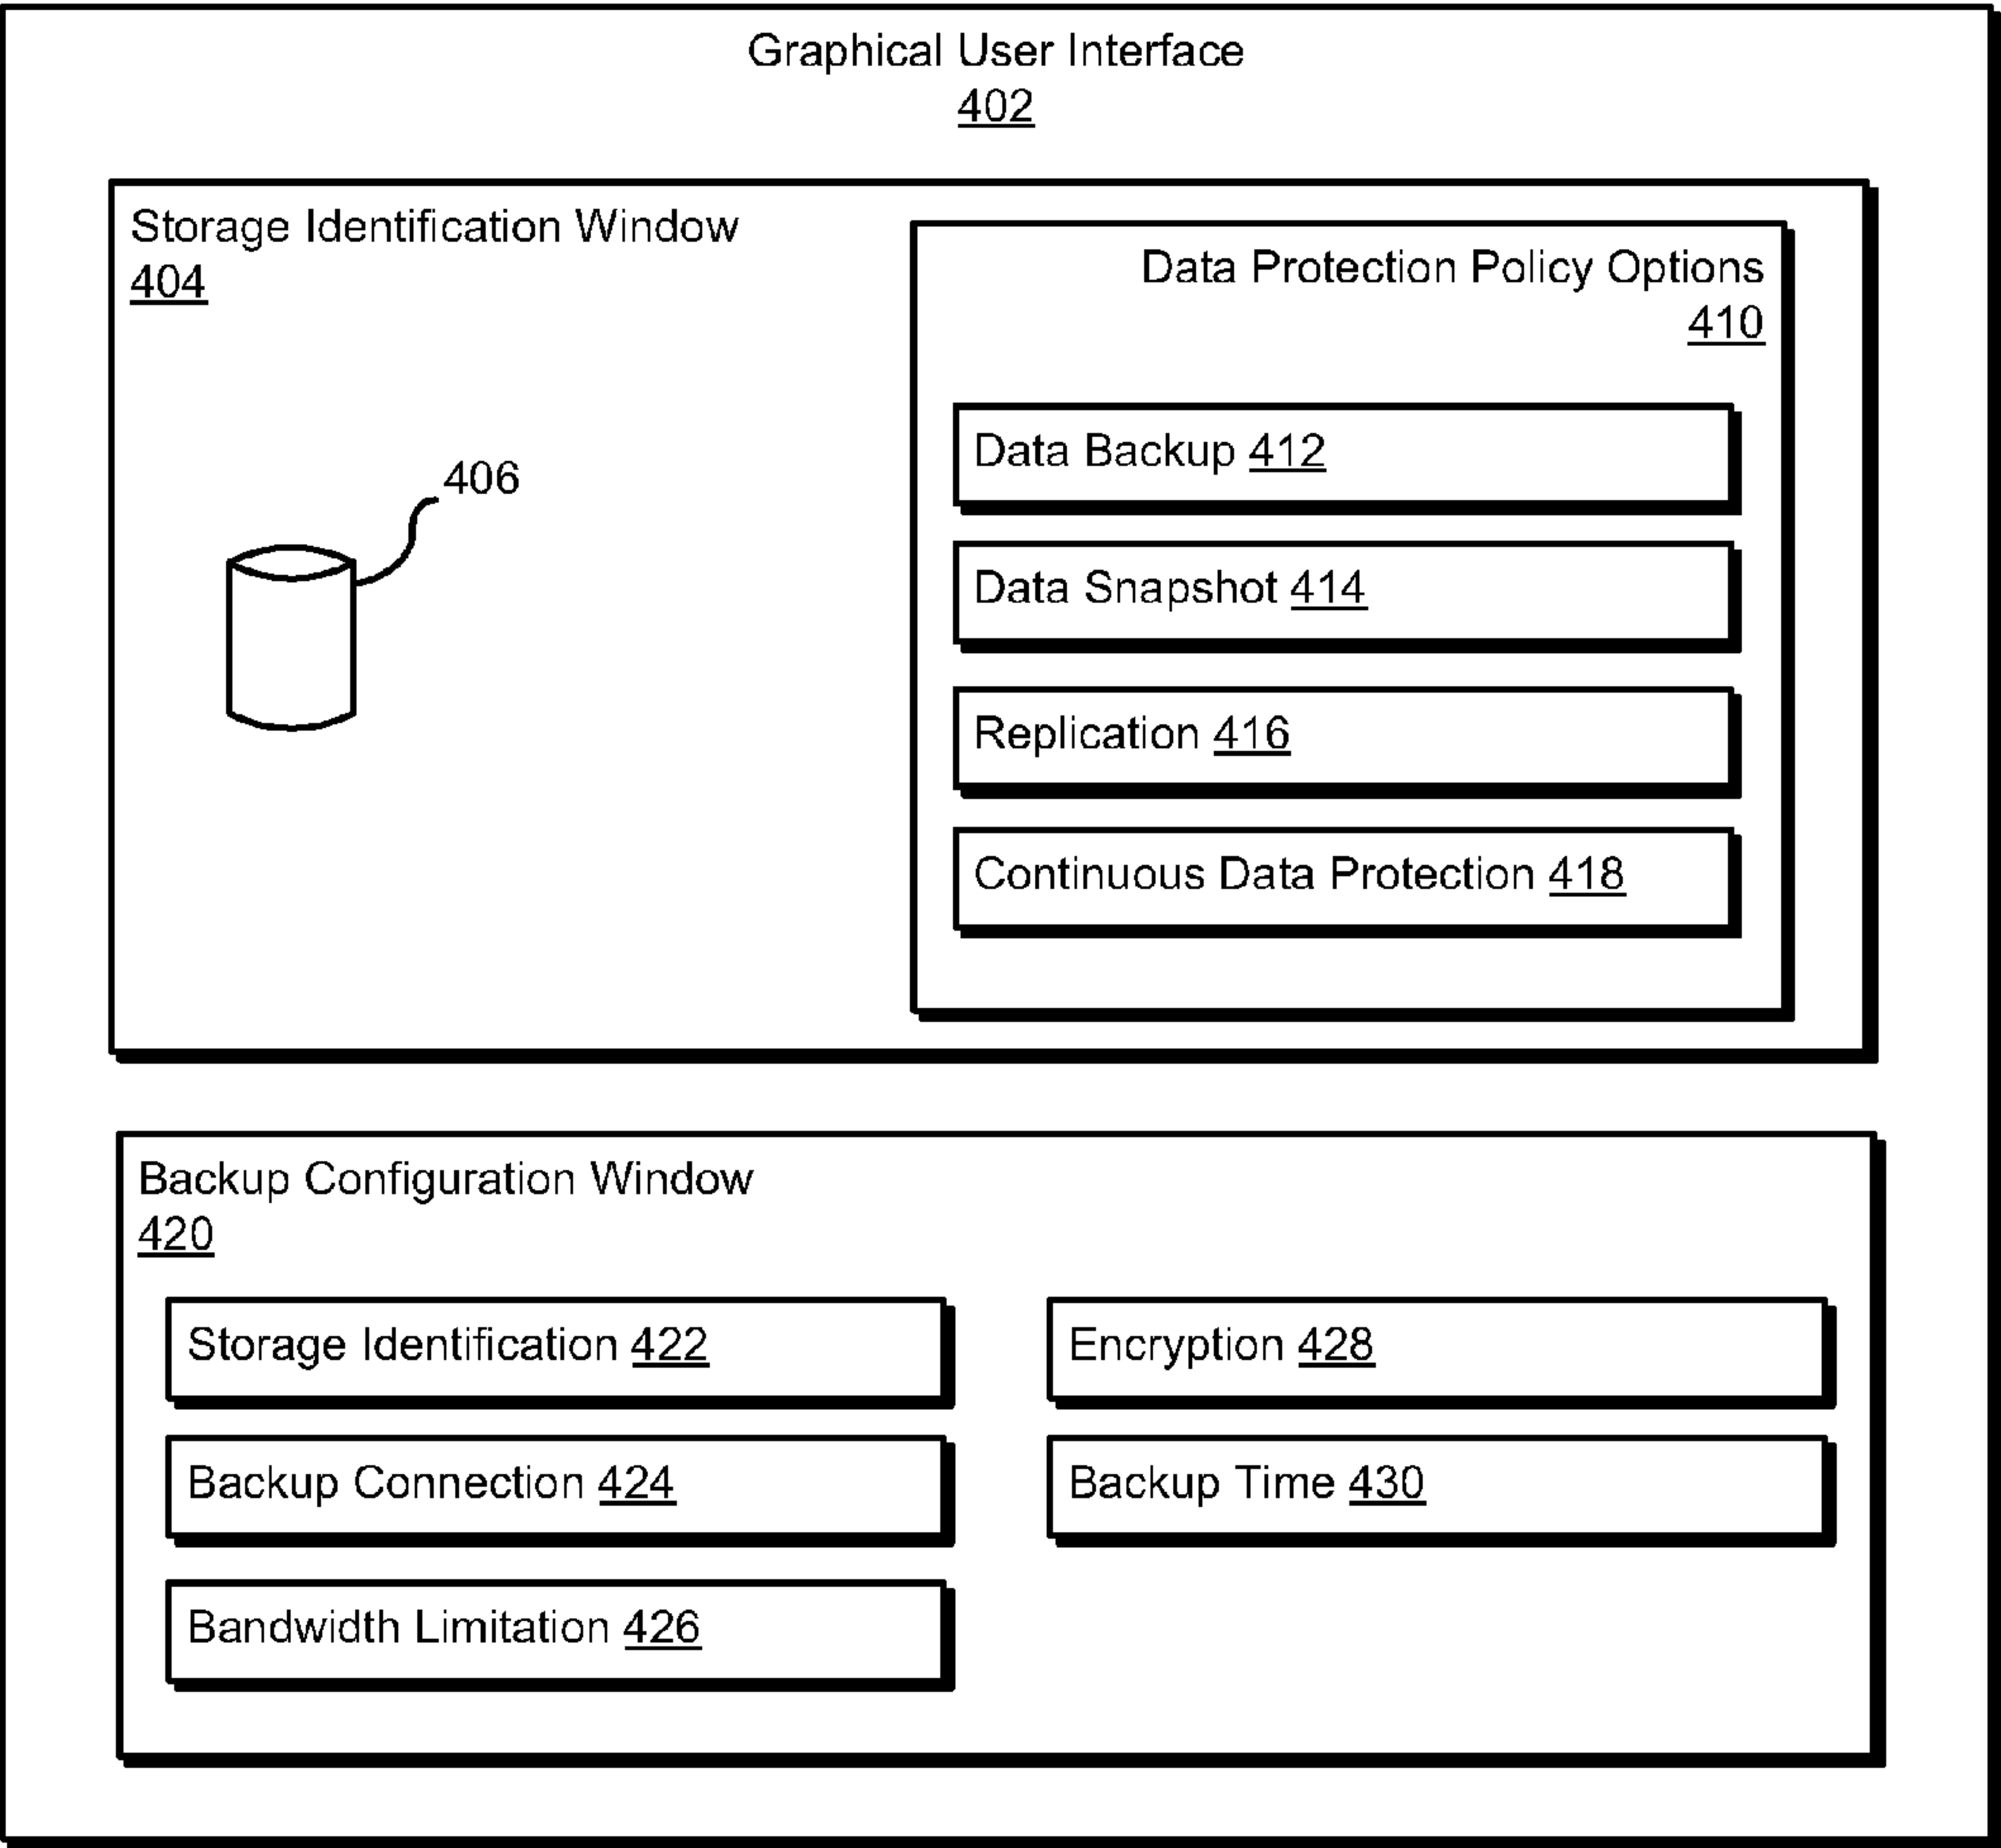 Graphical User Interface
402
Storage Identification Window
404
Data Protection Policy Options
410
406
Data Backup 412
Data Snapshot 414
Replication 416
Continuous Data Protection 418
Backup Configuration Window
420
Storage Identification 422
Encryption 428
Backup Connection 424
Backup Time 430
Bandwidth Limitation 426